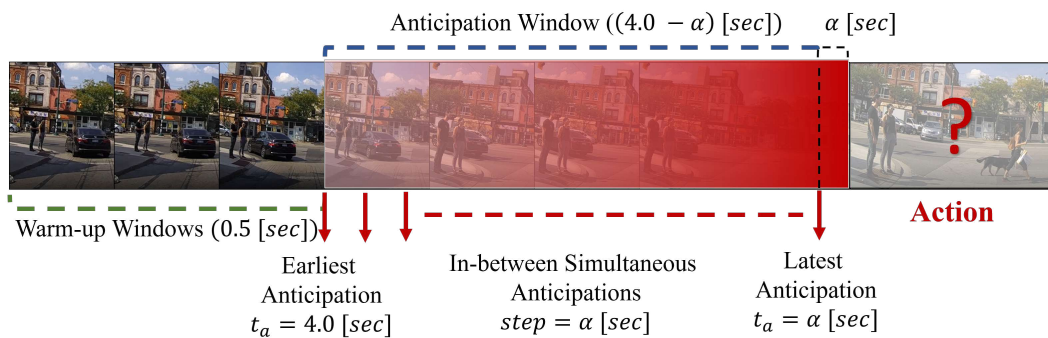 Anticipation Window ((4.0 − α) [sec]) α [sec]
?
Action
Warm-up Windows (0.5 [sec])
Earliest
Anticipation
t_a = 4.0 [sec]
In-between Simultaneous
Anticipations
step = α [sec]
Latest
Anticipation
t_a = α [sec]